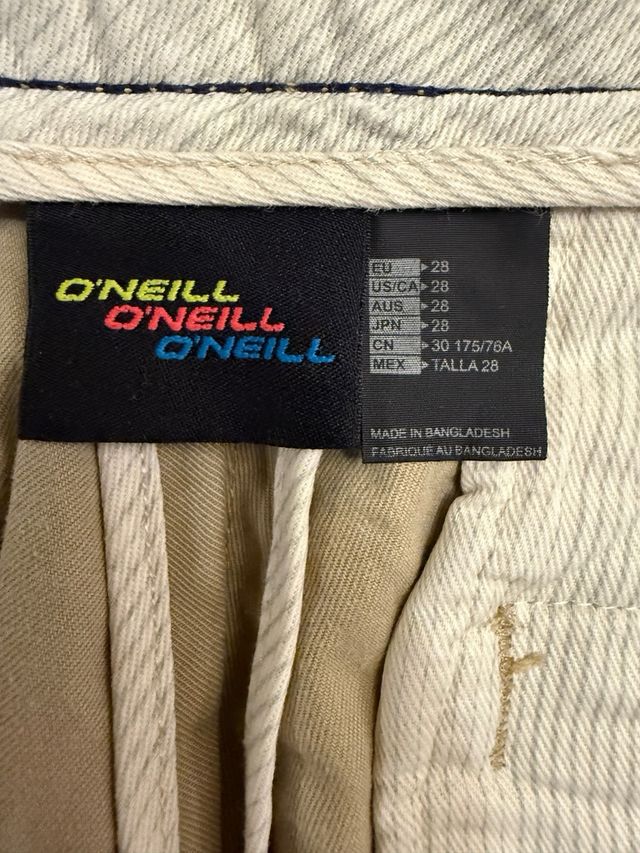 O'NEILL
O'NEILL
O'NEILL
EU 28
US/CA 28
AUS 28
JPN 28
CN 30 175/76A
MEX TALLA 28
MADE IN BANGLADESH
FABRIQUÉ AU BANGLADESH